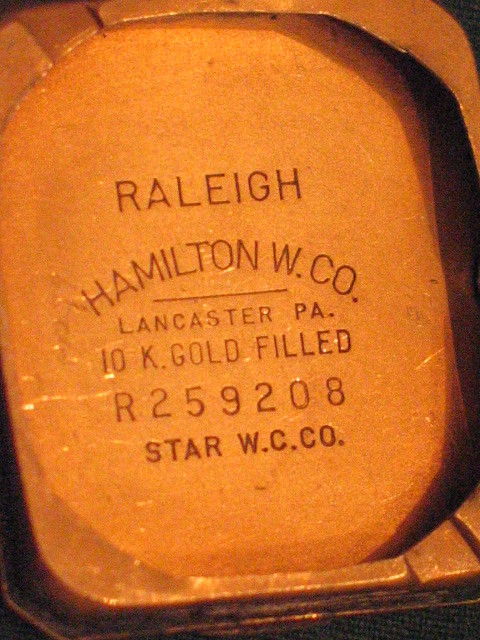 RALEIGH
HAMILTON W. CO.
LANCASTER PA.
10 K. GOLD FILLED
R259208
STAR W.C.CO.